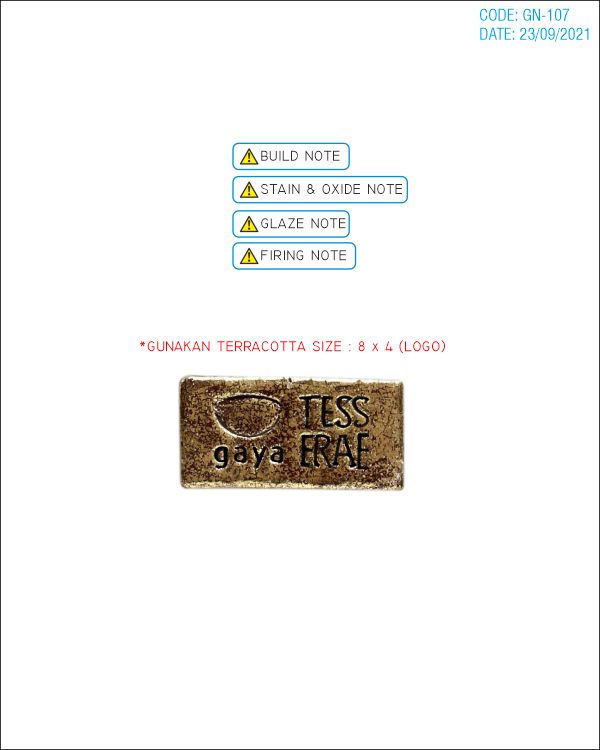 CODE: GN-107
DATE: 23/09/2021
BUILD NOTE
STAIN & OXIDE NOTE
GLAZE NOTE
FIRING NOTE
*GUNAKAN TERRACOTTA SIZE : 8 X 4 (LOGO)
gaya
TESS
ERAE